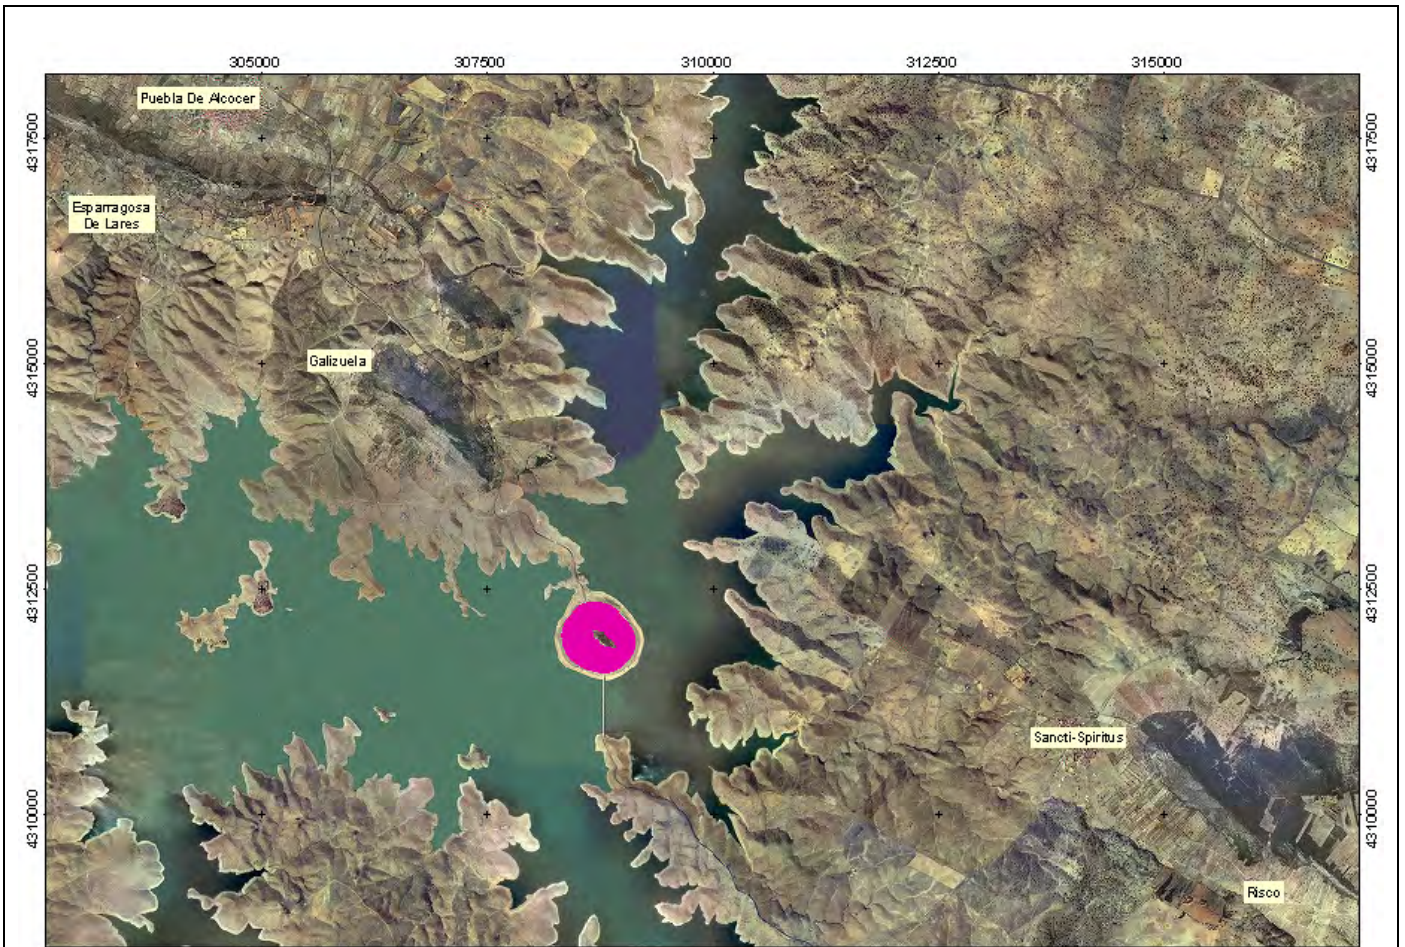 305000 307500 310000 312500 315000
Puebla De Alcocer
4317500 4317500
Esparragosa
De Lares
4315000 4315000
Galizuela
4312500 4312500
Sancti-Spiritus
4310000 4310000
Risco